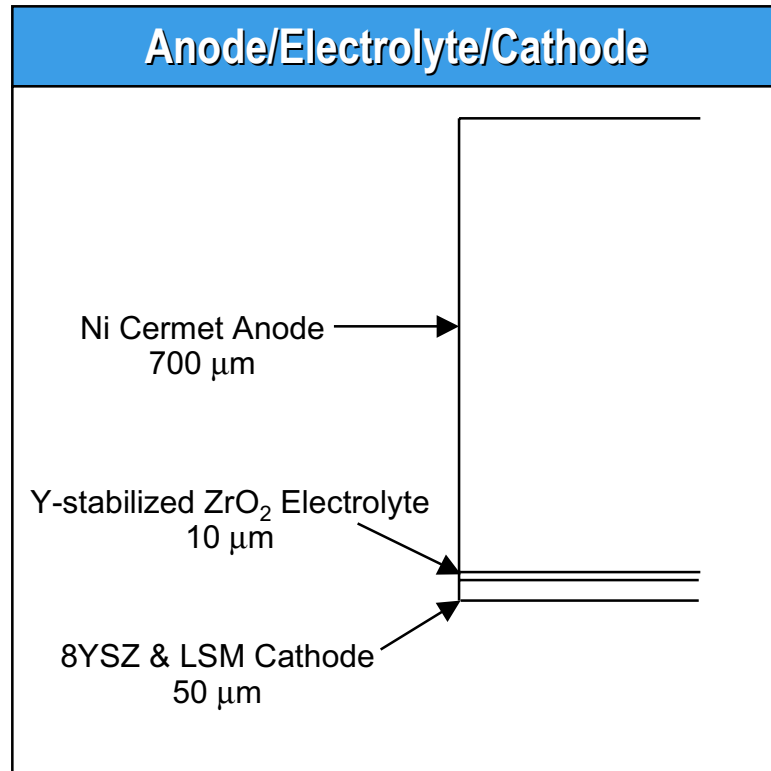 Anode/Electrolyte/Cathode
Ni Cermet Anode
700 μm
Y-stabilized ZrO₂ Electrolyte
10 μm
8YSZ & LSM Cathode
50 μm